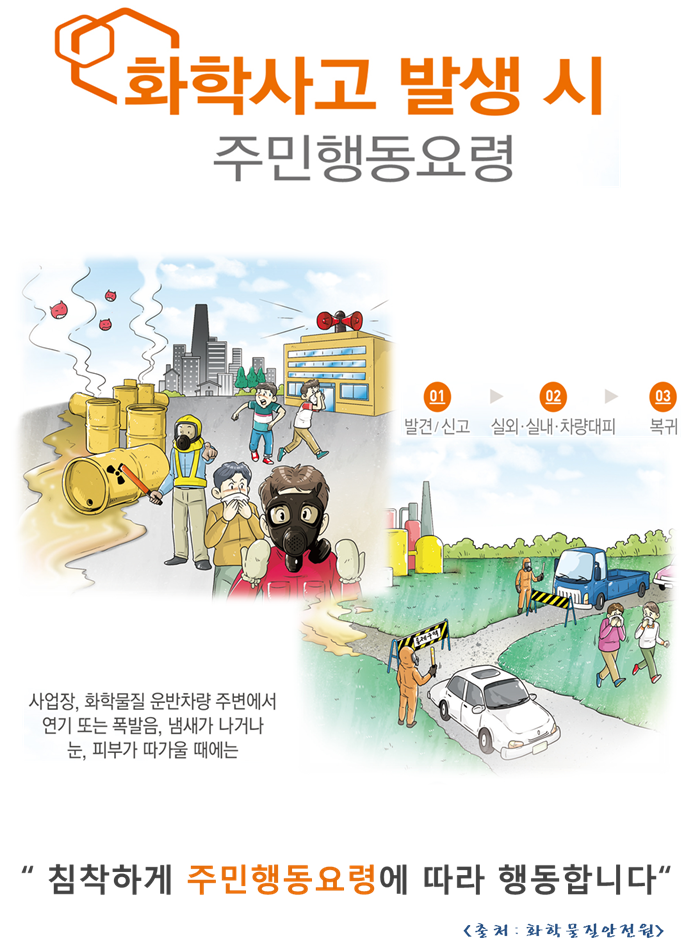 화학사고 발생 시
주민행동요령
01 02 03
발견/신고 실외·실내·차량대피 복귀
통제구역
사업장, 화학물질 운반차량 주변에서
연기 또는 폭발음, 냄새가 나거나
눈, 피부가 따가울 때에는
“ 침착하게 주민행동요령에 따라 행동합니다“
<출처 : 화학물질안전원>